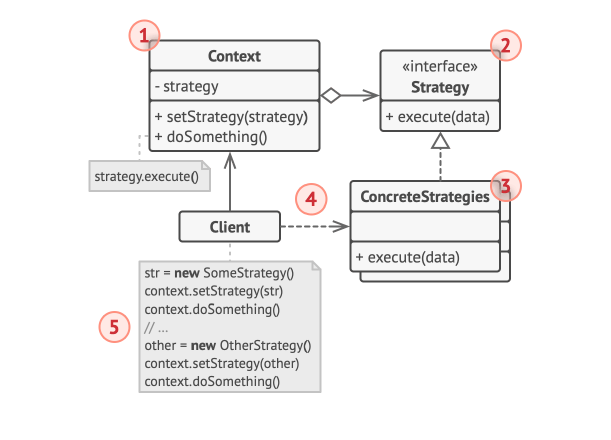 1
Context
- strategy
+ setStrategy(strategy)
+ doSomething()
strategy.execute()
2
«interface»
Strategy
+ execute(data)
3
ConcreteStrategies
+ execute(data)
4
Client
5
str = new SomeStrategy()
context.setStrategy(str)
context.doSomething()
// ...
other = new OtherStrategy()
context.setStrategy(other)
context.doSomething()